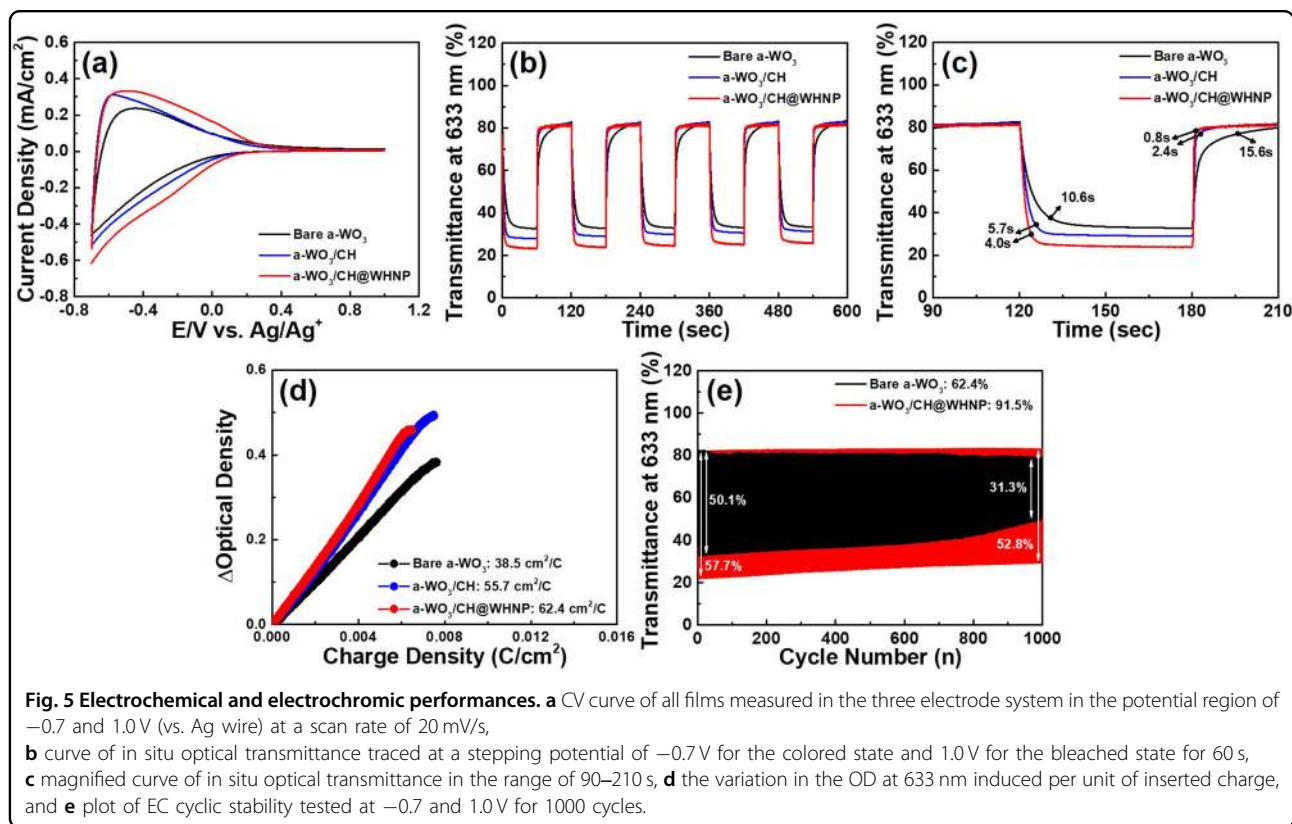 (a)
Current Density (mA/cm²)
0.6
0.4
0.2
0.0
-0.2
-0.4
-0.6
-0.8
-0.8 -0.4 0.0 0.4 0.8 1.2
E/V vs. Ag/Ag⁺
Bare a-WO₃
a-WO₃/CH
a-WO₃/CH@WHNP
(b)
Transmittance at 633 nm (%)
120
100
80
60
40
20
0
0 120 240 360 480 600
Time (sec)
Bare a-WO₃
a-WO₃/CH
a-WO₃/CH@WHNP
(c)
Transmittance at 633 nm (%)
120
100
80
60
40
20
0
90 120 150 180 210
Time (sec)
Bare a-WO₃
a-WO₃/CH
a-WO₃/CH@WHNP
0.8s
2.4s
15.6s
10.6s
5.7s
4.0s
(d)
ΔOptical Density
0.6
0.4
0.2
0.0
0.000 0.004 0.008 0.012 0.016
Charge Density (C/cm²)
Bare a-WO₃: 38.5 cm²/C
a-WO₃/CH: 55.7 cm²/C
a-WO₃/CH@WHNP: 62.4 cm²/C
(e)
Transmittance at 633 nm (%)
120
100
80
60
40
20
0
0 200 400 600 800 1000
Cycle Number (n)
Bare a-WO₃: 62.4%
a-WO₃/CH@WHNP: 91.5%
50.1%
31.3%
57.7%
52.8%
Fig. 5 Electrochemical and electrochromic performances. a CV curve of all films measured in the three electrode system in the potential region of
−0.7 and 1.0 V (vs. Ag wire) at a scan rate of 20 mV/s,
b curve of in situ optical transmittance traced at a stepping potential of −0.7 V for the colored state and 1.0 V for the bleached state for 60 s,
c magnified curve of in situ optical transmittance in the range of 90–210 s, d the variation in the OD at 633 nm induced per unit of inserted charge,
and e plot of EC cyclic stability tested at −0.7 and 1.0 V for 1000 cycles.